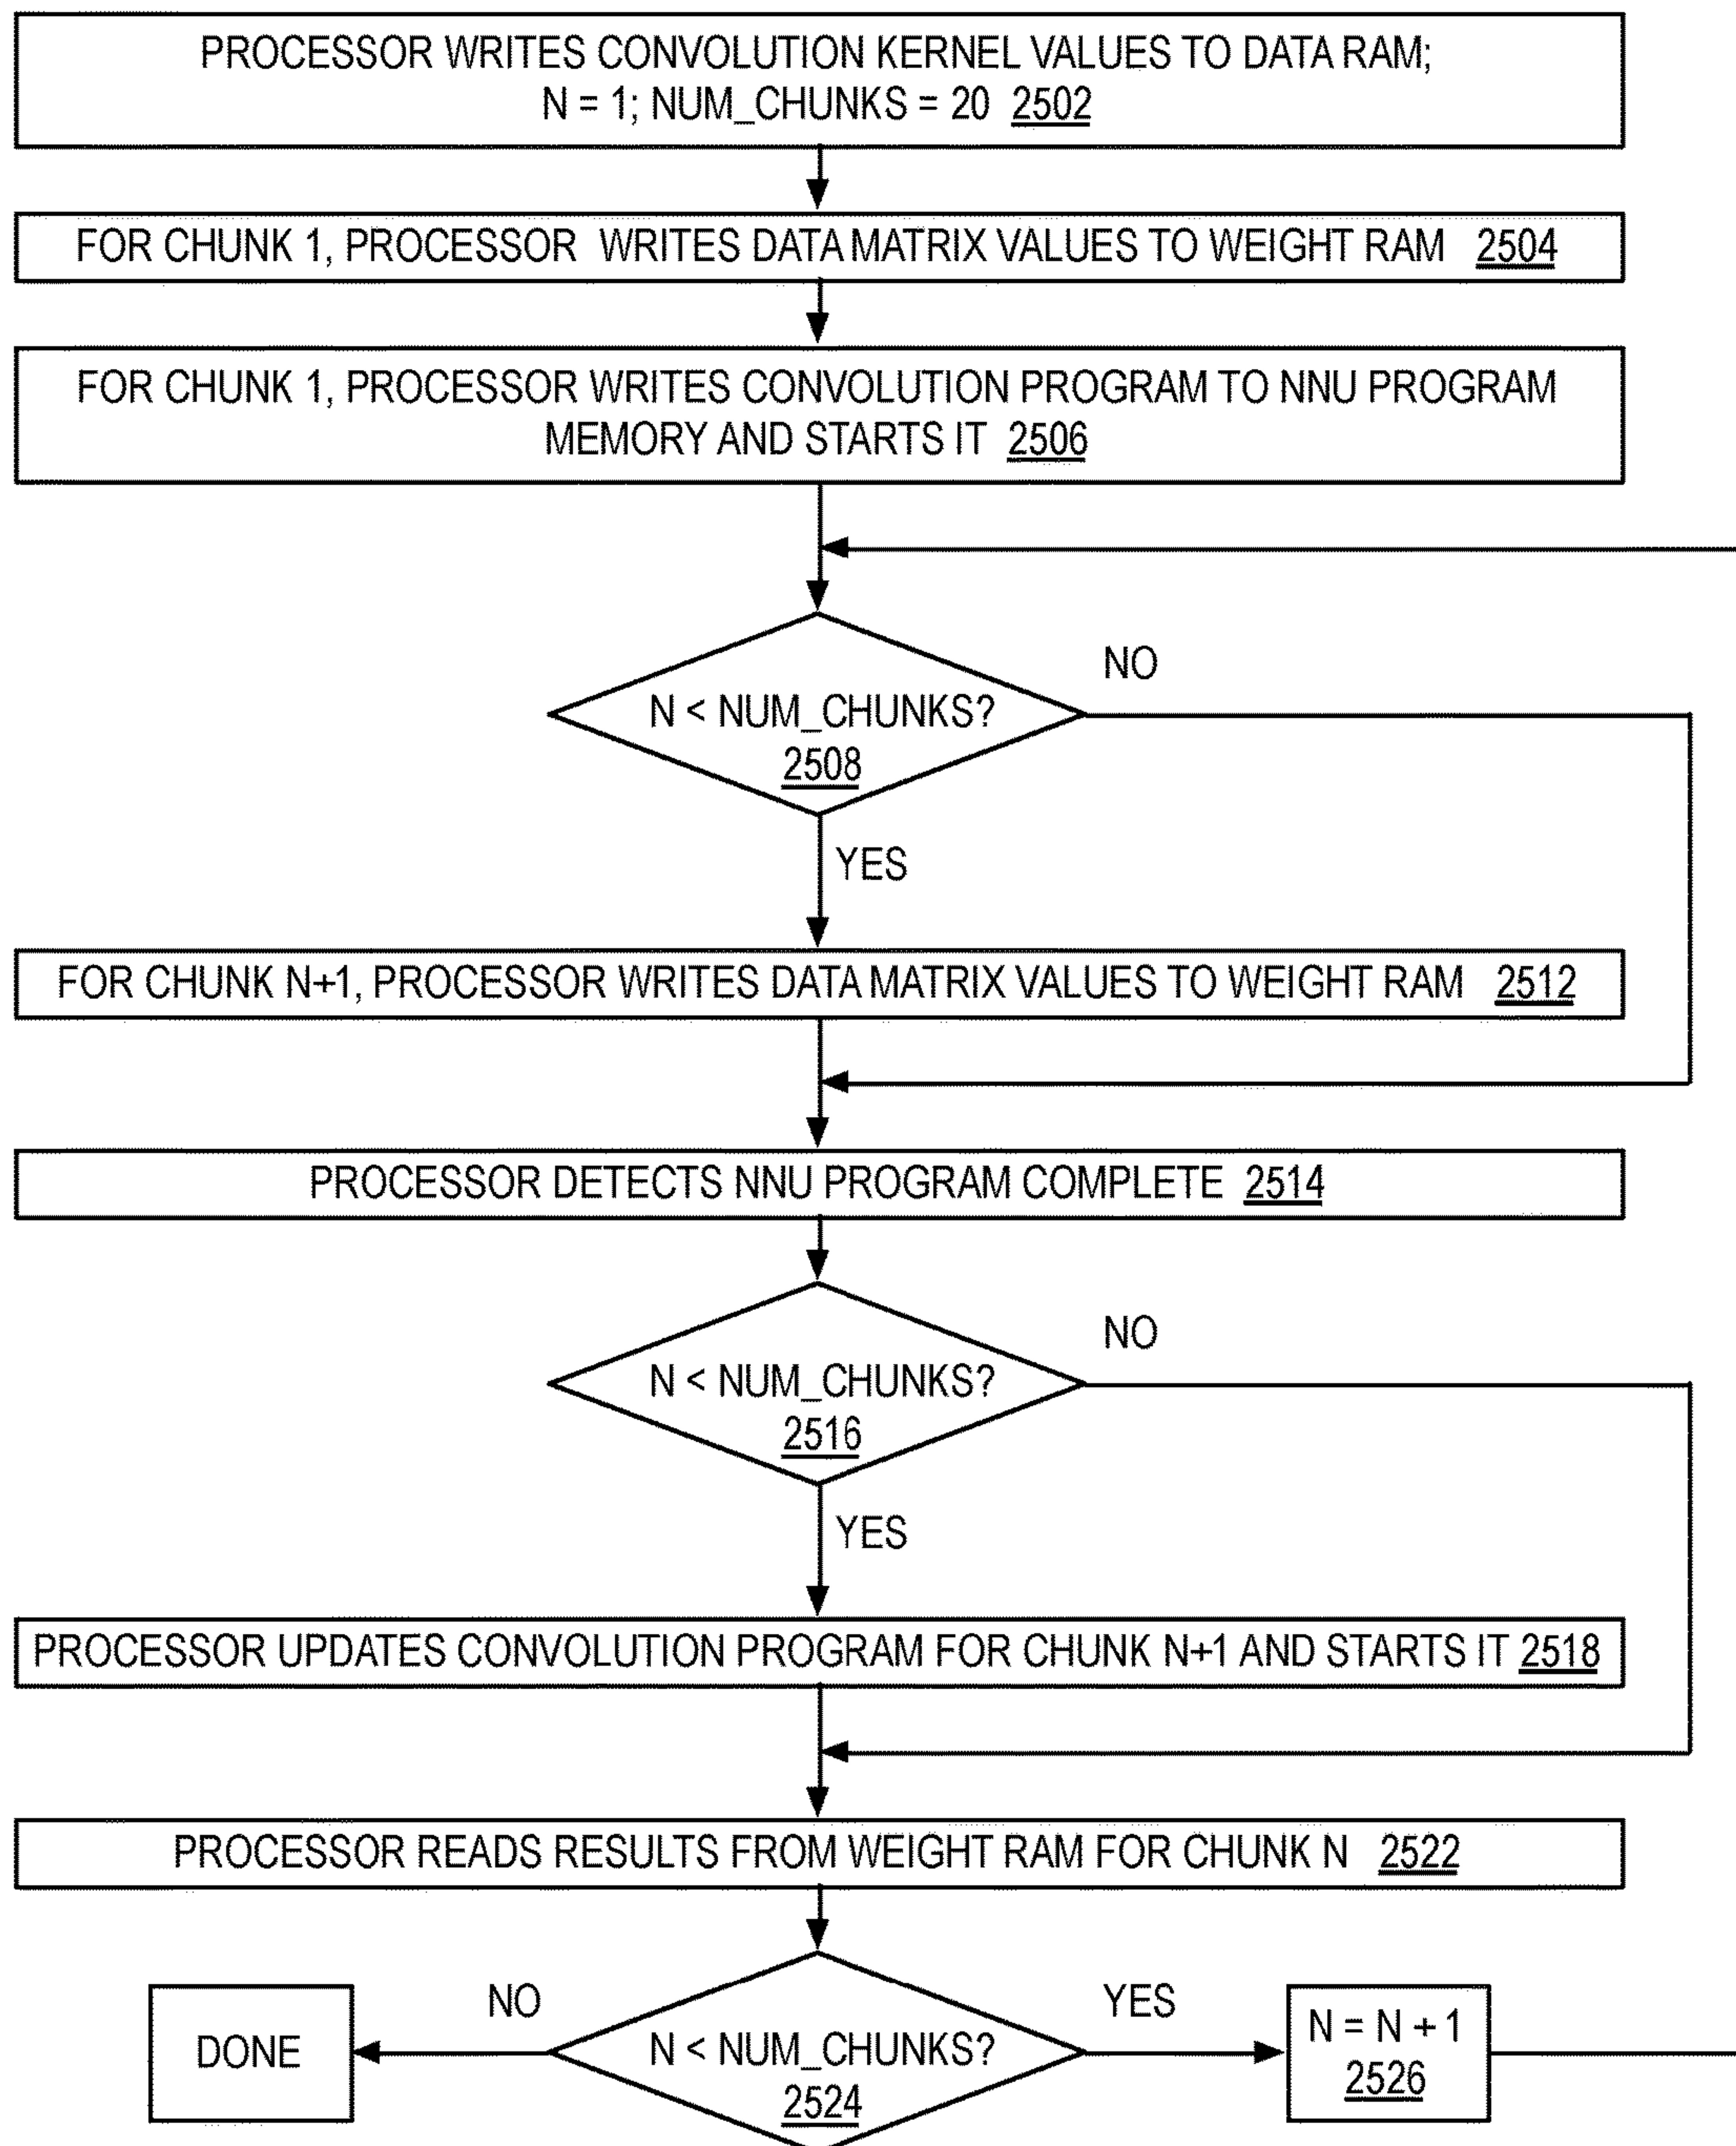 PROCESSOR WRITES CONVOLUTION KERNEL VALUES TO DATA RAM;
N = 1; NUM_CHUNKS = 20 2502
FOR CHUNK 1, PROCESSOR WRITES DATA MATRIX VALUES TO WEIGHT RAM 2504
FOR CHUNK 1, PROCESSOR WRITES CONVOLUTION PROGRAM TO NNU PROGRAM
MEMORY AND STARTS IT 2506
NO
N < NUM_CHUNKS?
2508
YES
FOR CHUNK N+1, PROCESSOR WRITES DATA MATRIX VALUES TO WEIGHT RAM 2512
PROCESSOR DETECTS NNU PROGRAM COMPLETE 2514
NO
N < NUM_CHUNKS?
2516
YES
PROCESSOR UPDATES CONVOLUTION PROGRAM FOR CHUNK N+1 AND STARTS IT 2518
PROCESSOR READS RESULTS FROM WEIGHT RAM FOR CHUNK N 2522
NO
YES
DONE
N < NUM_CHUNKS?
2524
N = N + 1
2526